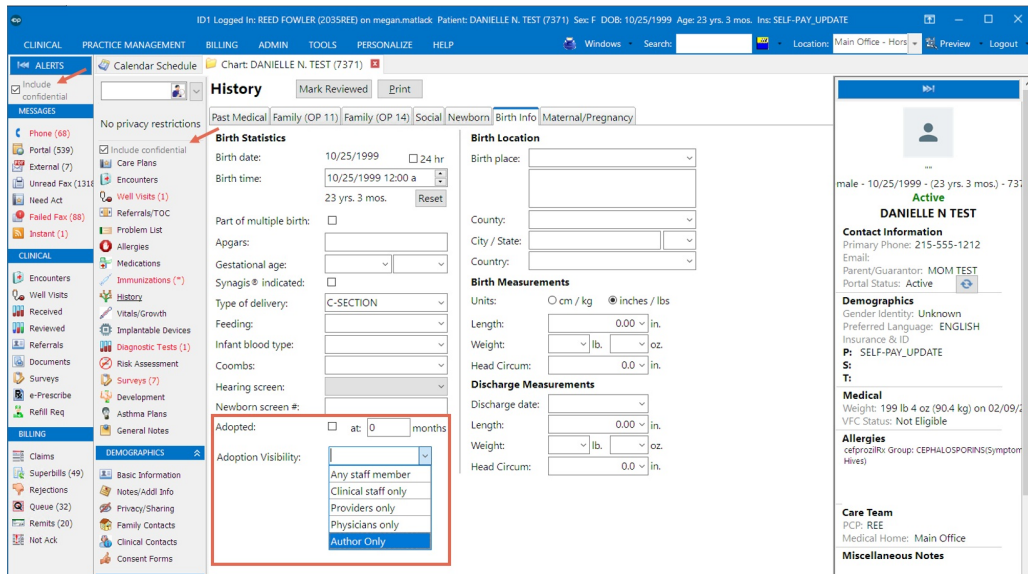 ID1 Logged In: REED FOWLER (2035REE) on megan.matlack Patient: DANIELLE N. TEST (7371) Sex: F DOB: 10/25/1999 Age: 23 yrs. 3 mos. Ins: SELF-PAY_UPDATE
CLINICAL PRACTICE MANAGEMENT BILLING ADMIN TOOLS PERSONALIZE HELP Windows Search: Location: Main Office - Hors Preview Logout
ALERTS
Include confidential
MESSAGES
Phone (68)
Portal (539)
External (7)
Unread Fax (1318
Need Act
Failed Fax (88)
Instant (1)
CLINICAL
Encounters
Well Visits
Received
Reviewed
Referrals
Documents
Surveys
e-Prescribe
Refill Req
BILLING
Claims
Superbills (49)
Rejections
Queue (32)
Remits (20)
Not Ack
Calendar Schedule Chart: DANIELLE N. TEST (7371)
No privacy restrictions
Include confidential
Care Plans
Encounters
Well Visits (1)
Referrals/TOC
Problem List
Allergies
Medications
Immunizations (*)
History
Vitals/Growth
Implantable Devices
Diagnostic Tests (1)
Risk Assessment
Surveys (7)
Development
Asthma Plans
General Notes
DEMOGRAPHICS
Basic Information
Notes/Addl Info
Privacy/Sharing
Family Contacts
Clinical Contacts
Consent Forms
History Mark Reviewed Print
Past Medical Family (OP 11) Family (OP 14) Social Newborn Birth Info Maternal/Pregnancy
Birth Statistics
Birth date: 10/25/1999 24 hr
Birth time: 10/25/1999 12:00 a
23 yrs. 3 mos. Reset
Part of multiple birth:
Apgars:
Gestational age:
Synagis® indicated:
Type of delivery: C-SECTION
Feeding:
Infant blood type:
Coombs:
Hearing screen:
Newborn screen #:
Adopted: at: 0 months
Adoption Visibility:
Any staff member
Clinical staff only
Providers only
Physicians only
Author Only
Birth Location
Birth place:
County:
City / State:
Country:
Birth Measurements
Units: cm / kg inches / lbs
Length: 0.00 in.
Weight: lb. oz.
Head Circum: 0.0 in.
Discharge Measurements
Discharge date:
Length: 0.00 in.
Weight: lb. oz.
Head Circum: 0.0 in.
male - 10/25/1999 - (23 yrs. 3 mos.) - 737
Active
DANIELLE N TEST
Contact Information
Primary Phone: 215-555-1212
Email:
Parent/Guarantor: MOM TEST
Portal Status: Active
Demographics
Gender Identity: Unknown
Preferred Language: ENGLISH
Insurance & ID
P: SELF-PAY_UPDATE
S:
T:
Medical
Weight: 199 lb 4 oz (90.4 kg) on 02/09/2
VFC Status: Not Eligible
Allergies
cefprozilRx Group: CEPHALOSPORINS(Symptom
Hives)
Care Team
PCP: REE
Medical Home: Main Office
Miscellaneous Notes